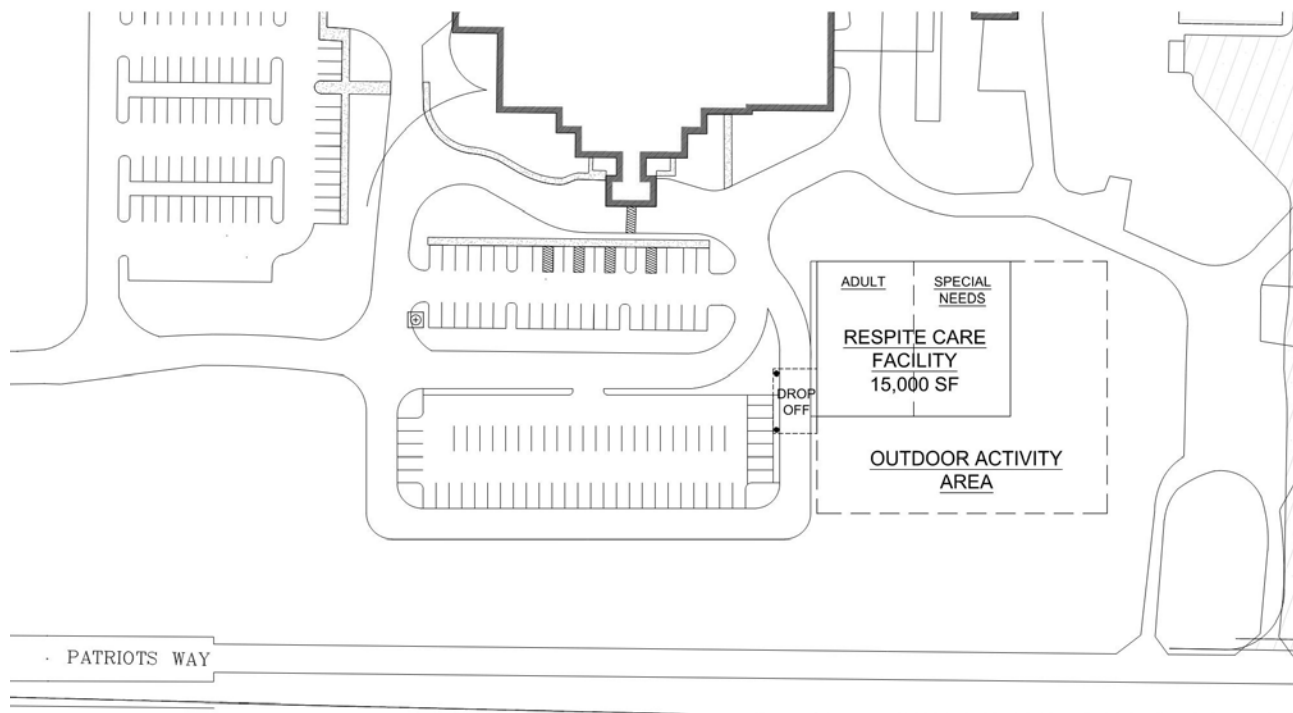 ADULT
SPECIAL
NEEDS
RESPITE CARE
FACILITY
15,000 SF
DROP
OFF
OUTDOOR ACTIVITY
AREA
PATRIOTS WAY